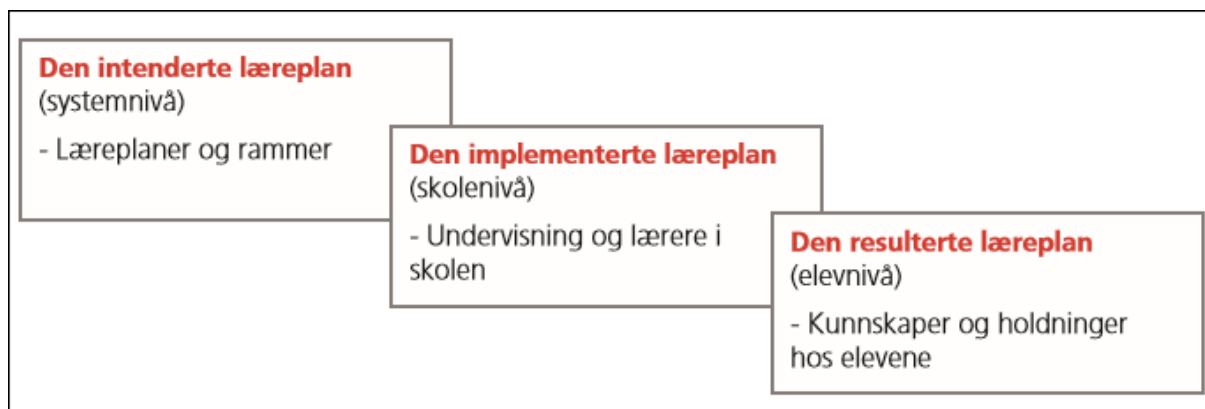 Den intenderte læreplan
(systemnivå)
- Læreplaner og rammer
Den implementerte læreplan
(skolenivå)
- Undervisning og lærere i
skolen
Den resulterte læreplan
(elevnivå)
- Kunnskaper og holdninger
hos elevene